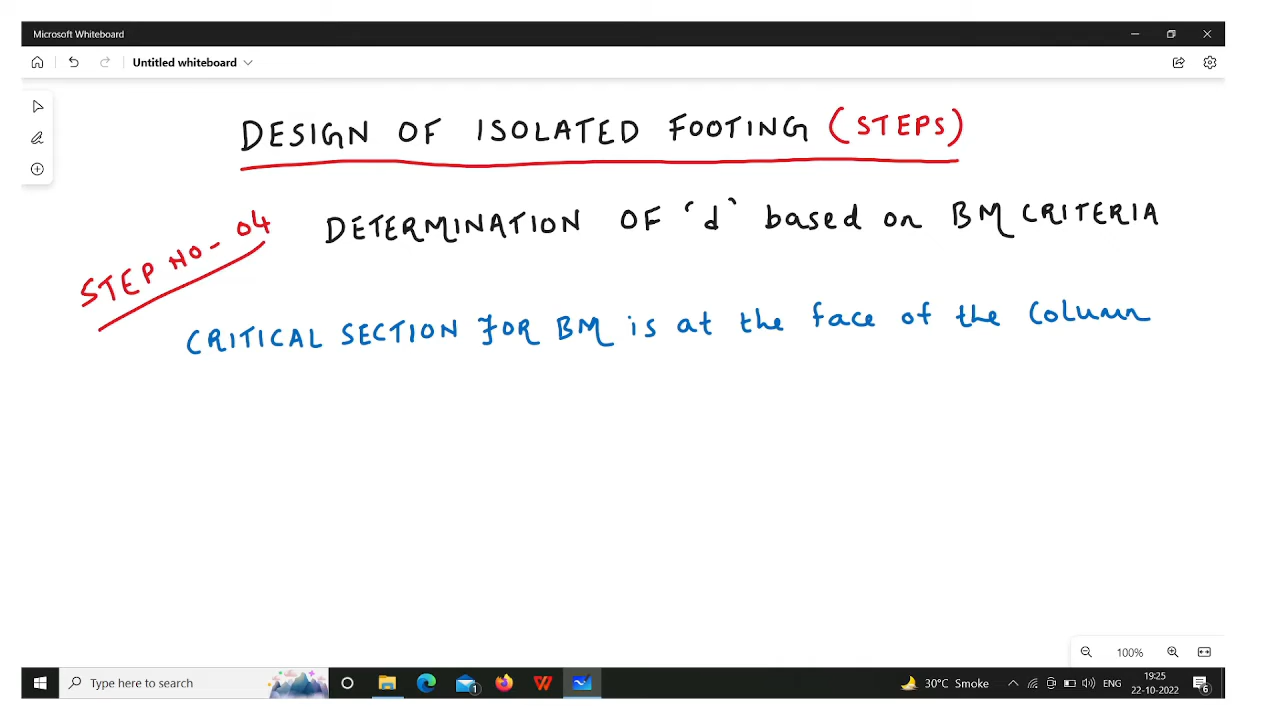 Microsoft Whiteboard
Untitled whiteboard
DESIGN OF ISOLATED FOOTING (STEPS)
STEP NO - 04
DETERMINATION OF 'd' based on BM CRITERIA
CRITICAL SECTION FOR BM is at the face of the Column
100%
Type here to search
1
30°C Smoke
ENG
19:25
22-10-2022
6